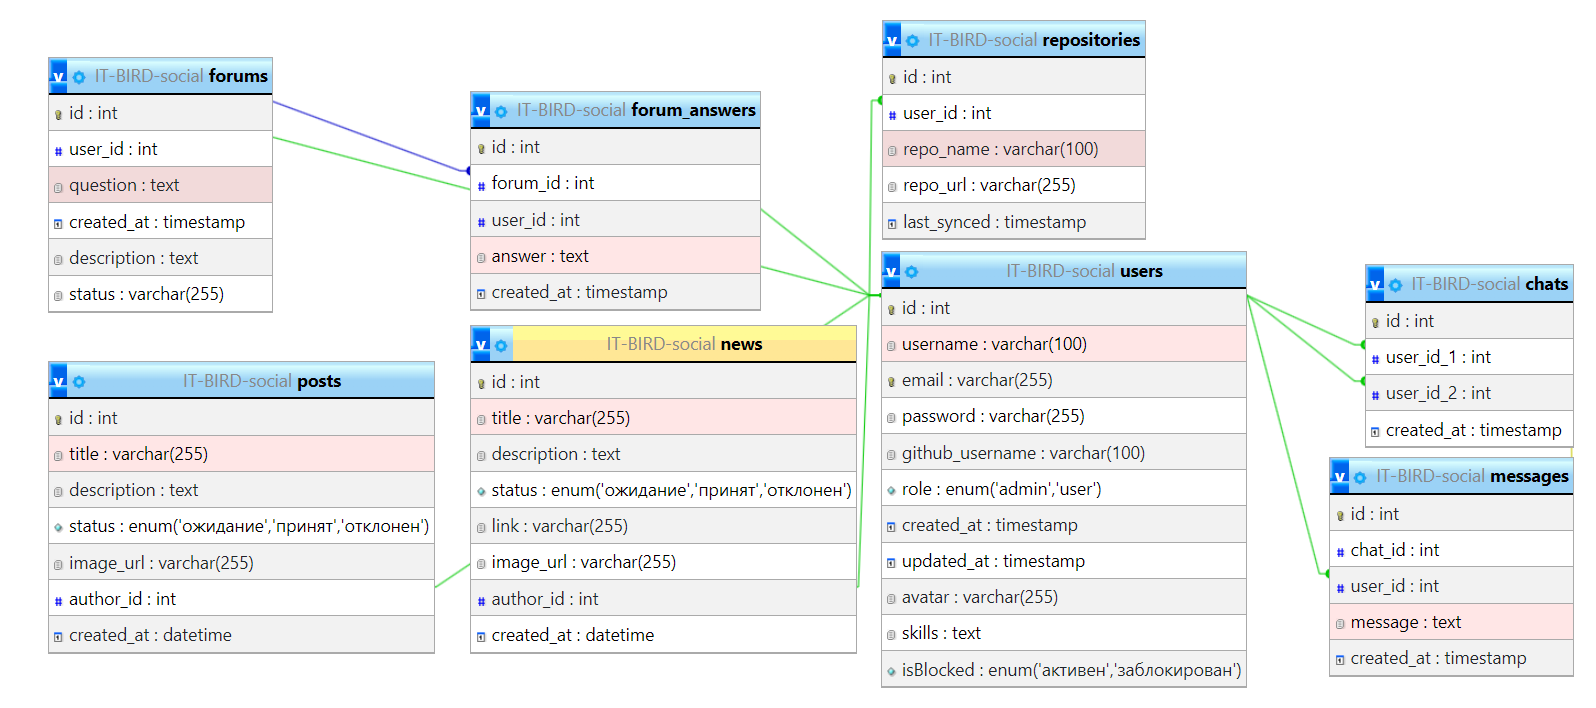 v IT-BIRD-social forums
id : int
user_id : int
question : text
created_at : timestamp
description : text
status : varchar(255)
v IT-BIRD-social posts
id : int
title : varchar(255)
description : text
status : enum('ожидание','принят','отклонен')
image_url : varchar(255)
author_id : int
created_at : datetime
v IT-BIRD-social forum_answers
id : int
forum_id : int
user_id : int
answer : text
created_at : timestamp
v IT-BIRD-social news
id : int
title : varchar(255)
description : text
status : enum('ожидание','принят','отклонен')
link : varchar(255)
image_url : varchar(255)
author_id : int
created_at : datetime
v IT-BIRD-social repositories
id : int
user_id : int
repo_name : varchar(100)
repo_url : varchar(255)
last_synced : timestamp
v IT-BIRD-social users
id : int
username : varchar(100)
email : varchar(255)
password : varchar(255)
github_username : varchar(100)
role : enum('admin','user')
created_at : timestamp
updated_at : timestamp
avatar : varchar(255)
skills : text
isBlocked : enum('активен','заблокирован')
v IT-BIRD-social chats
id : int
user_id_1 : int
user_id_2 : int
created_at : timestamp
v IT-BIRD-social messages
id : int
chat_id : int
user_id : int
message : text
created_at : timestamp